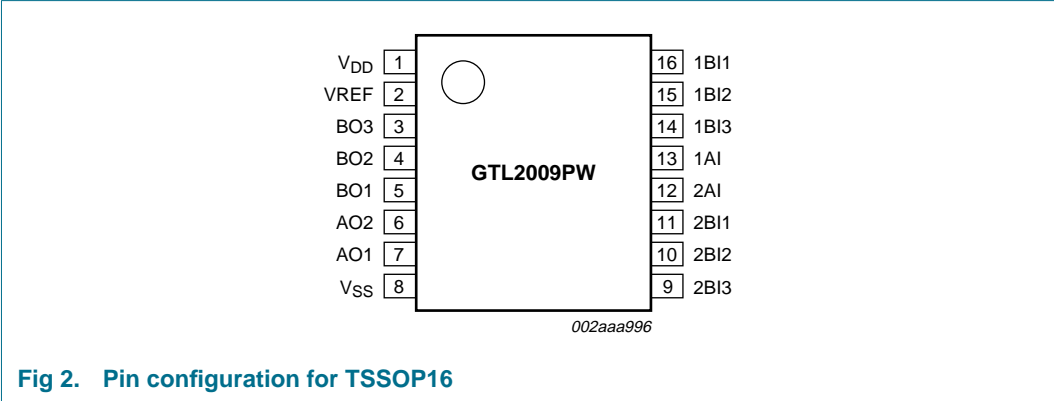 VDD 1 16 1BI1
VREF 2 15 1BI2
BO3 3 14 1BI3
BO2 4 13 1AI
GTL2009PW
BO1 5 12 2AI
AO2 6 11 2BI1
AO1 7 10 2BI2
VSS 8 9 2BI3
002aaa996
Fig 2. Pin configuration for TSSOP16